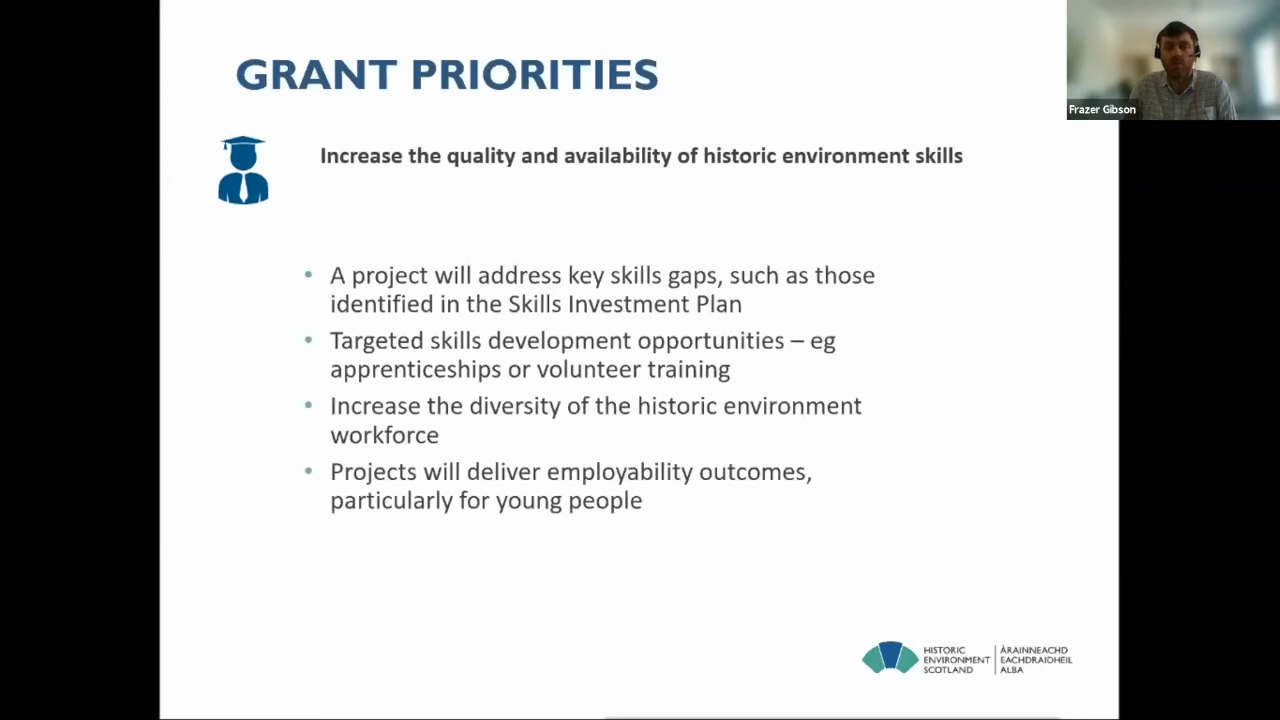 GRANT PRIORITIES
Frazer Gibson
Increase the quality and availability of historic environment skills
• A project will address key skills gaps, such as those
identified in the Skills Investment Plan
• Targeted skills development opportunities – eg
apprenticeships or volunteer training
• Increase the diversity of the historic environment
workforce
• Projects will deliver employability outcomes,
particularly for young people
HISTORIC
ENVIRONMENT
SCOTLAND
ÀRAINNEACHD
EACHDRAIDHEIL
ALBA